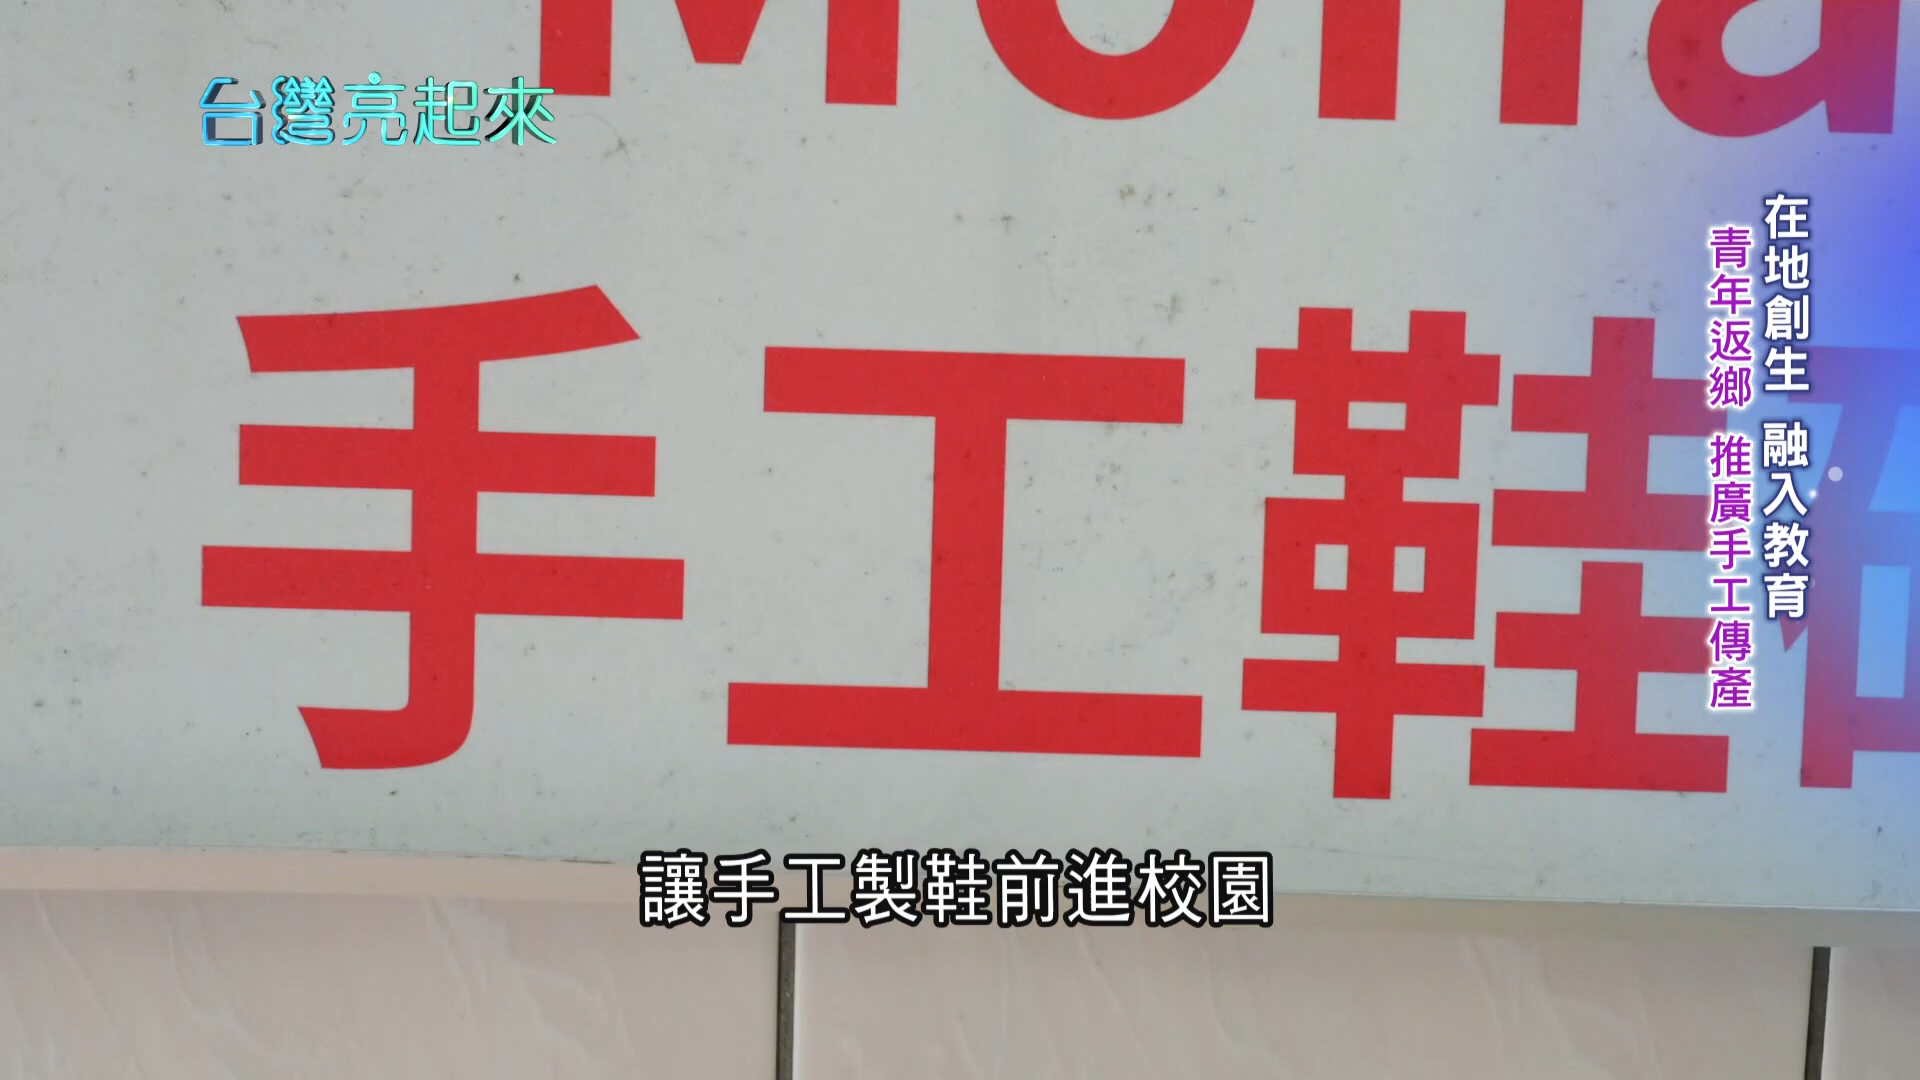 台灣亮起來
在地創生 融入教育
青年返鄉 推廣手工傳產
手工鞋
讓手工製鞋前進校園